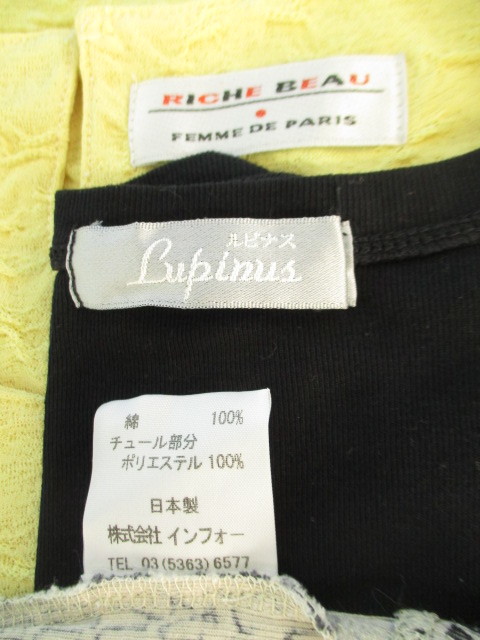 RICHE BEAU
FEMME DE PARIS
ルピナス
Lupinus
綿 100%
チュール部分
ポリエステル 100%
日本製
株式会社 インフォー
TEL 03(5363)6577